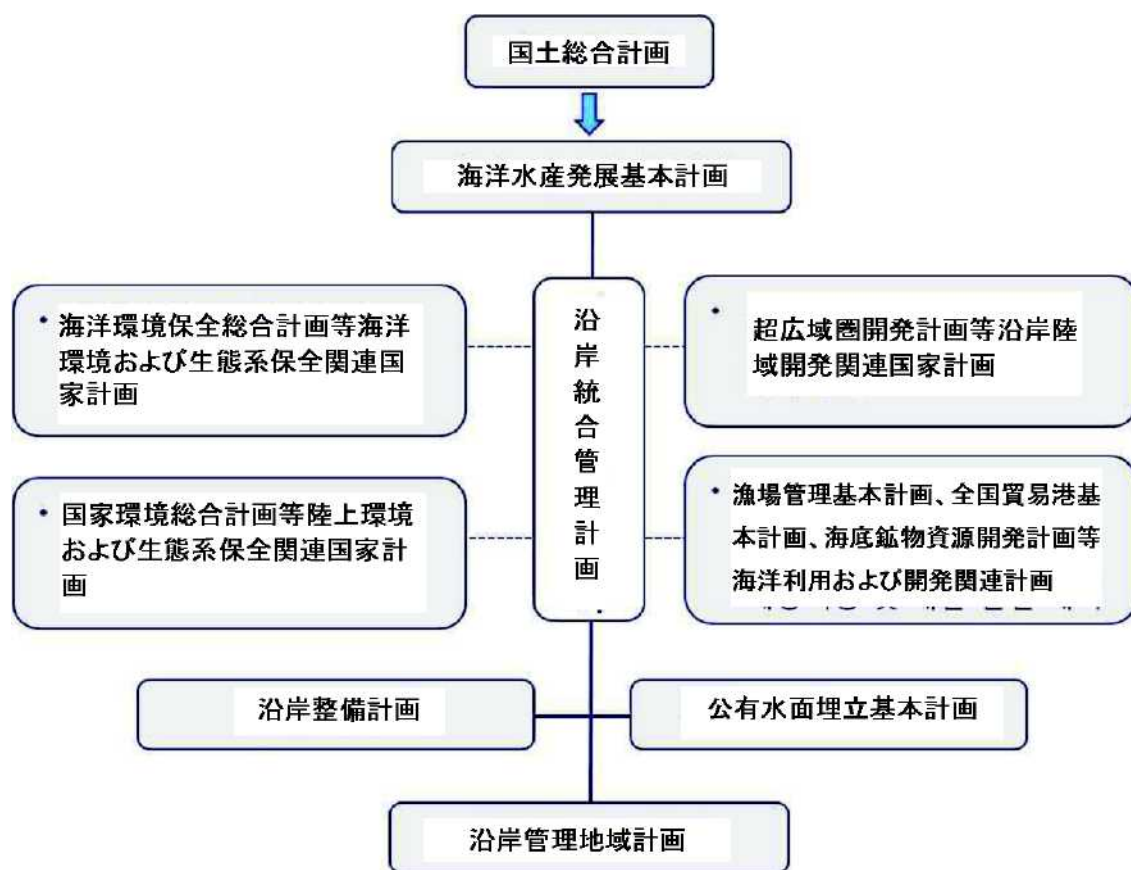 国土総合計画
海洋水産発展基本計画
・ 海洋環境保全総合計画等海洋
環境および生態系保全関連国
家計画
・ 国家環境総合計画等陸上環境
および生態系保全関連国家計
画
沿岸統合管理計画
・ 超広域圏開発計画等沿岸陸
域開発関連国家計画
・ 漁場管理基本計画、全国貿易港基
本計画、海底鉱物資源開発計画等
海洋利用および開発関連計画
沿岸整備計画
公有水面埋立基本計画
沿岸管理地域計画